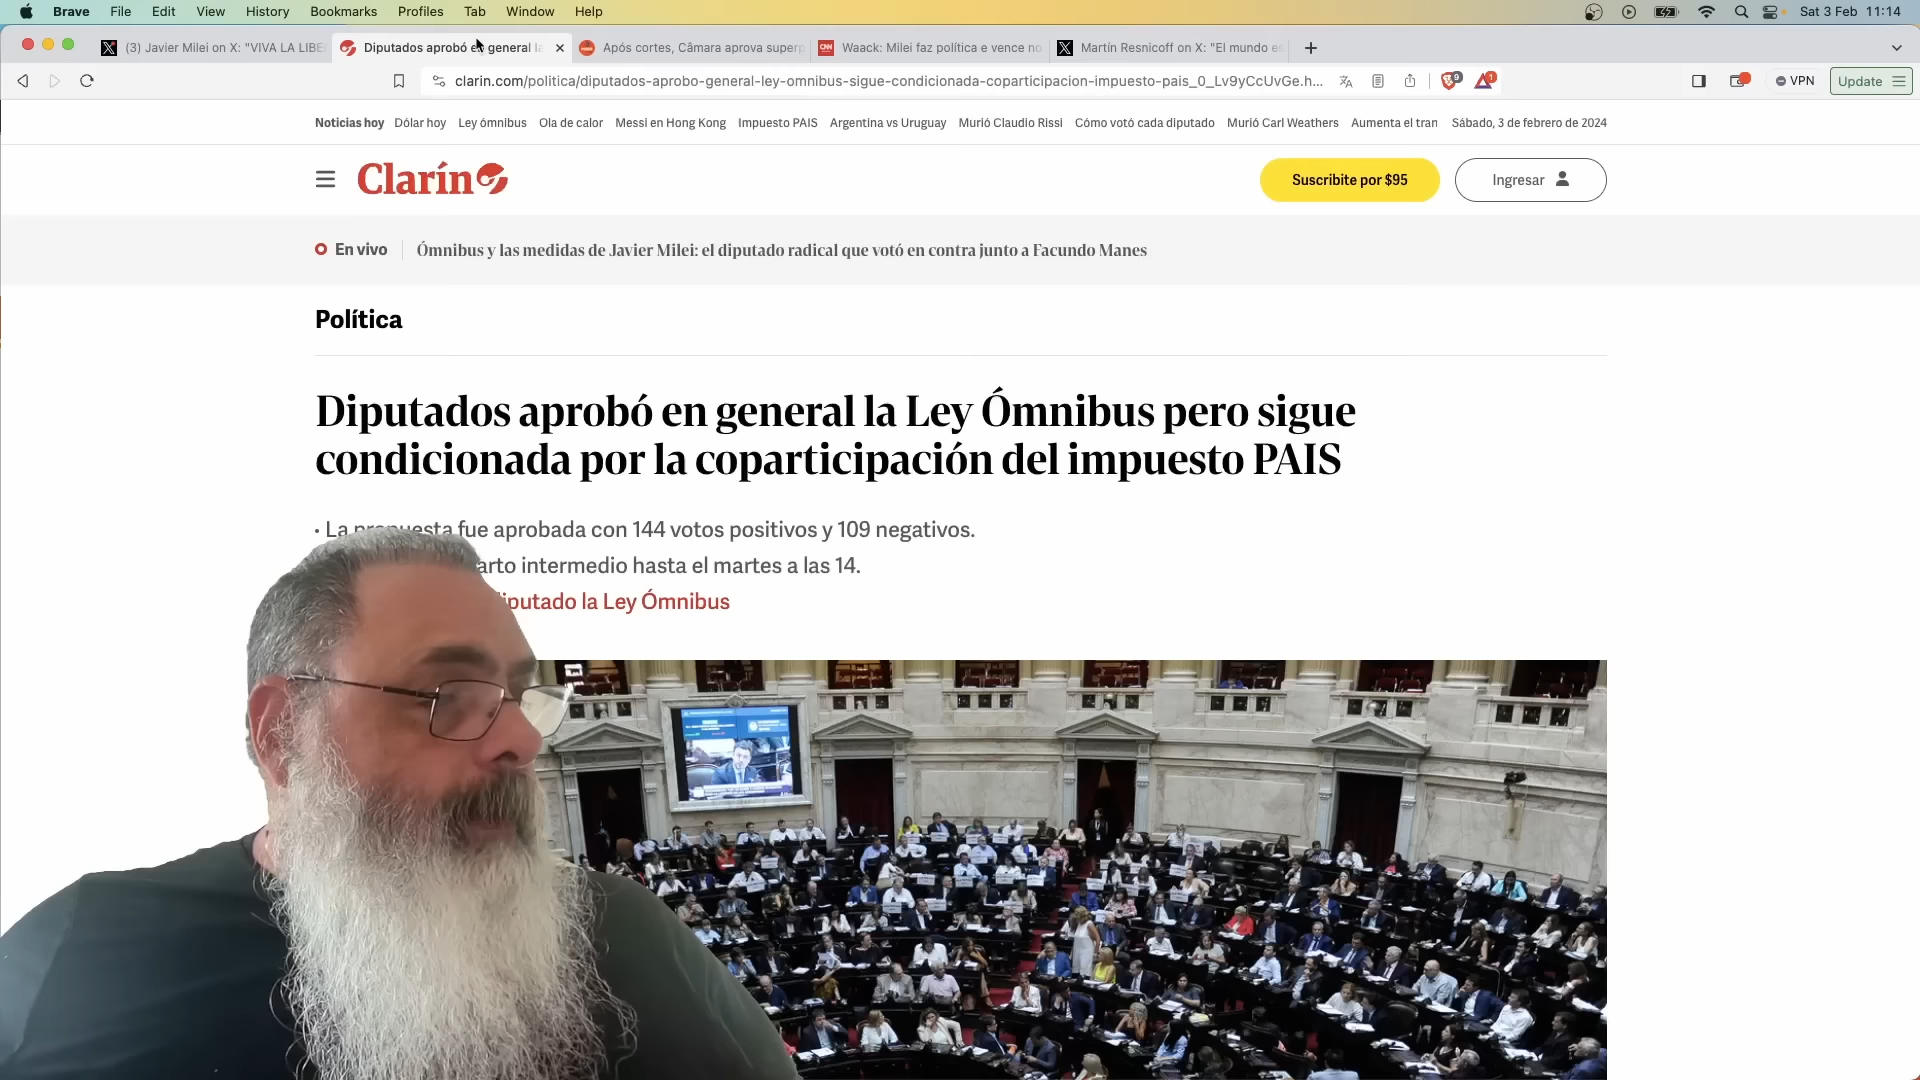 Brave File Edit View History Bookmarks Profiles Tab Window Help Sat 3 Feb 11:14
(3) Javier Milei on X: "VIVA LA LIBE Diputados aprobó en general la Após cortes, Câmara aprova superp Waack: Milei faz política e vence no Martín Resnicoff on X: "El mundo es
clarin.com/politica/diputados-aprobo-general-ley-omnibus-sigue-condicionada-coparticipacion-impuesto-pais_0_Lv9yCcUvGe.h... 9 1 VPN Update
Noticias hoy Dólar hoy Ley ómnibus Ola de calor Messi en Hong Kong Impuesto PAIS Argentina vs Uruguay Murió Claudio Rissi Cómo votó cada diputado Murió Carl Weathers Aumenta el tran Sábado, 3 de febrero de 2024
Clarín Suscribite por $95 Ingresar
En vivo Ómnibus y las medidas de Javier Milei: el diputado radical que votó en contra junto a Facundo Manes
Política
Diputados aprobó en general la Ley Ómnibus pero sigue
condicionada por la coparticipación del impuesto PAIS
· La propuesta fue aprobada con 144 votos positivos y 109 negativos.
arto intermedio hasta el martes a las 14.
diputado la Ley Ómnibus